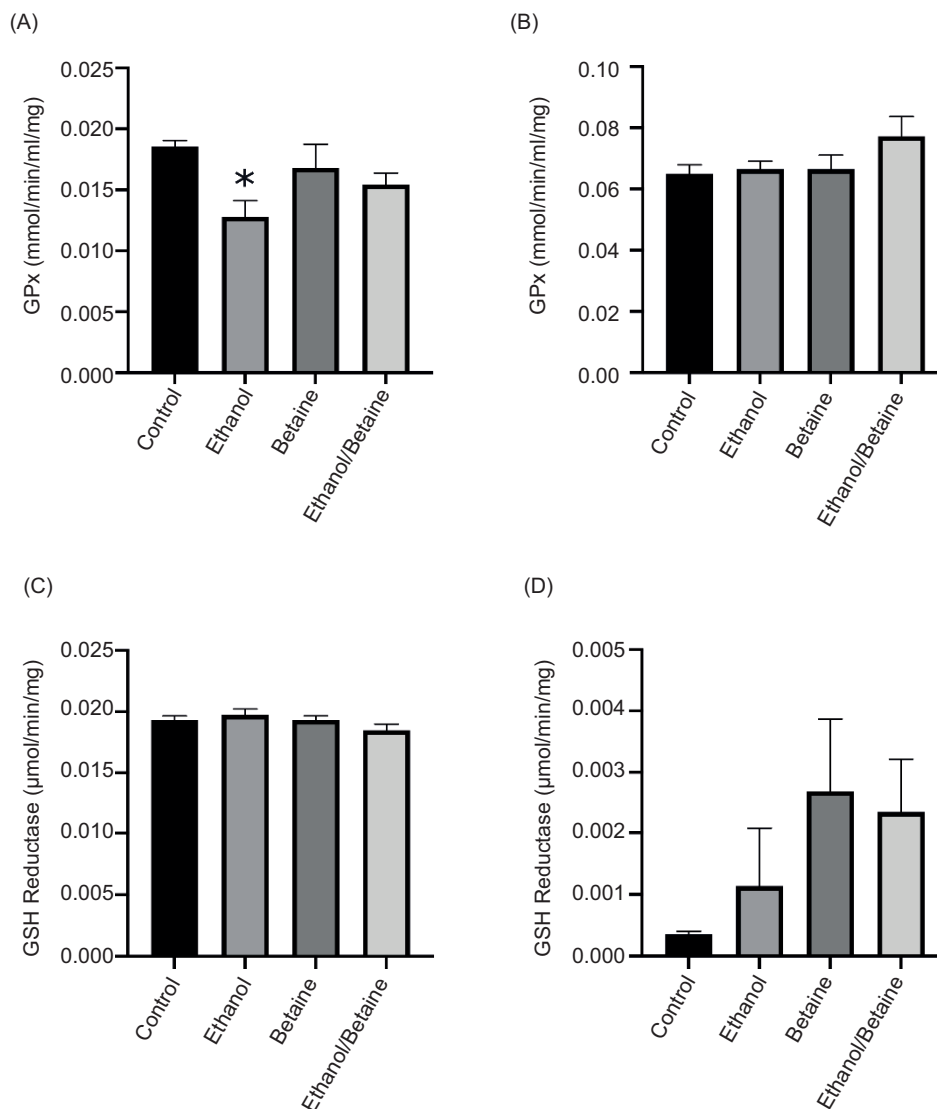 (A)
GPx (mmol/min/ml/mg)
0.025
0.020
0.015
0.010
0.005
0.000
*
Control
Ethanol
Betaine
Ethanol/Betaine
(B)
GPx (mmol/min/ml/mg)
0.10
0.08
0.06
0.04
0.02
0.00
Control
Ethanol
Betaine
Ethanol/Betaine
(C)
GSH Reductase (µmol/min/mg)
0.025
0.020
0.015
0.010
0.005
0.000
Control
Ethanol
Betaine
Ethanol/Betaine
(D)
GSH Reductase (µmol/min/mg)
0.005
0.004
0.003
0.002
0.001
0.000
Control
Ethanol
Betaine
Ethanol/Betaine